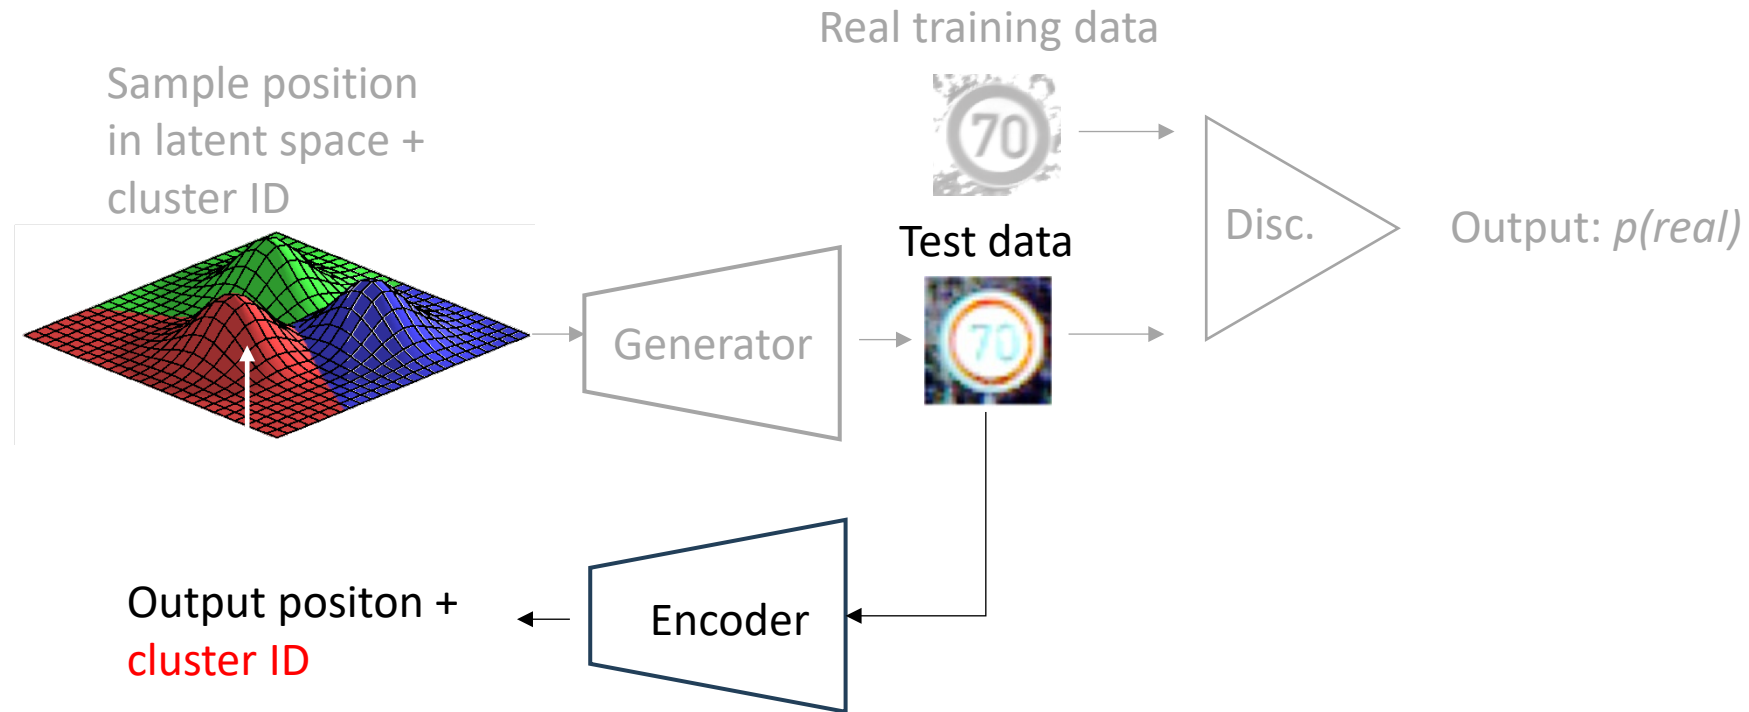 Real training data
Sample position
in latent space +
cluster ID
70
Test data
Disc.
Output: p(real)
70
Generator
Output positon +
cluster ID
Encoder